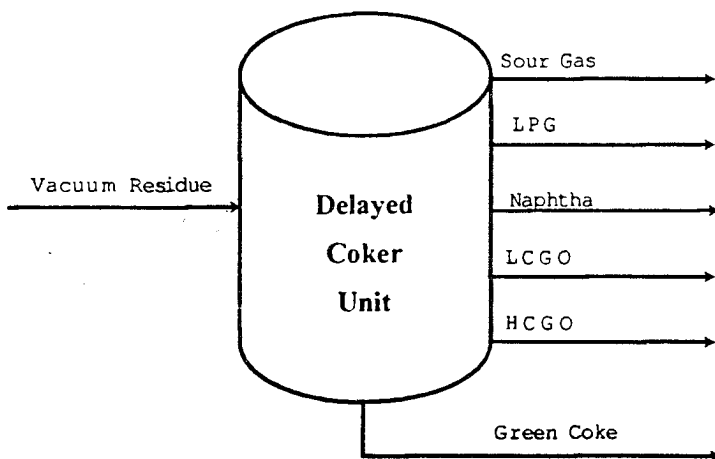 Sour Gas
LPG
Vacuum Residue
Naphtha
Delayed
Coker
Unit
LCGO
HCGO
Green Coke